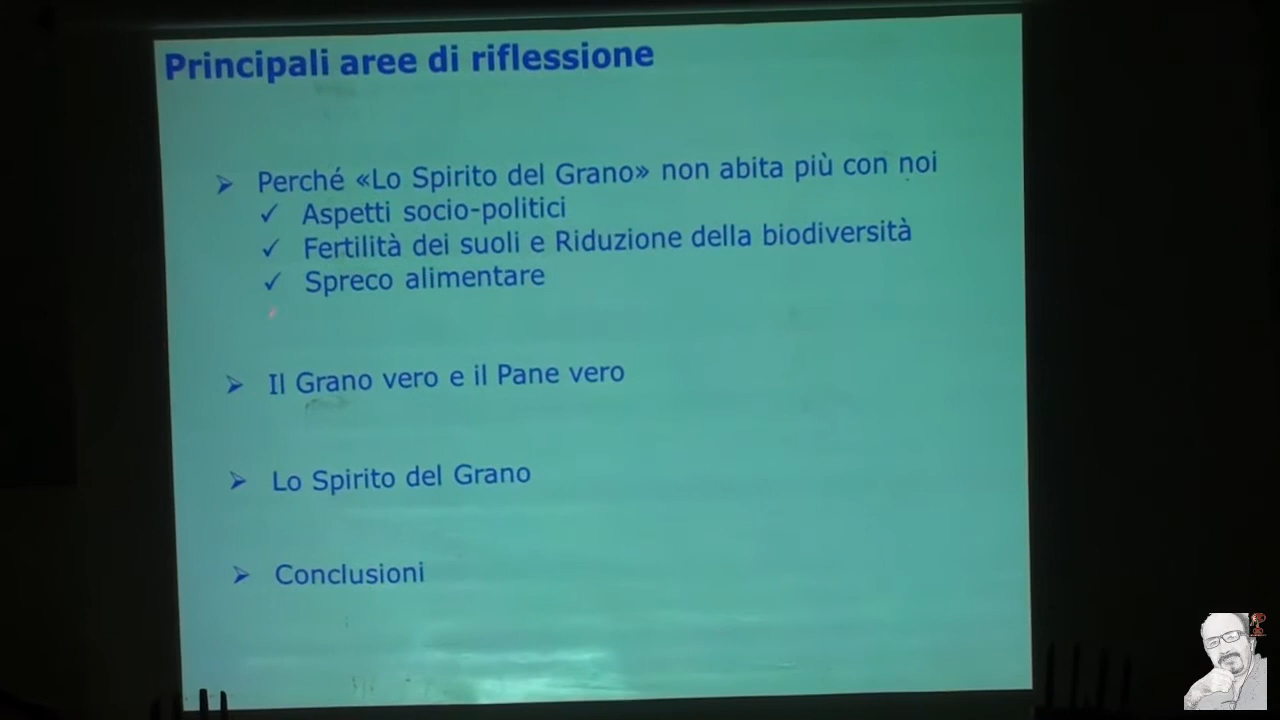 Principali aree di riflessione
➢ Perché «Lo Spirito del Grano» non abita più con noi
✓ Aspetti socio-politici
✓ Fertilità dei suoli e Riduzione della biodiversità
✓ Spreco alimentare
➢ Il Grano vero e il Pane vero
➢ Lo Spirito del Grano
➢ Conclusioni